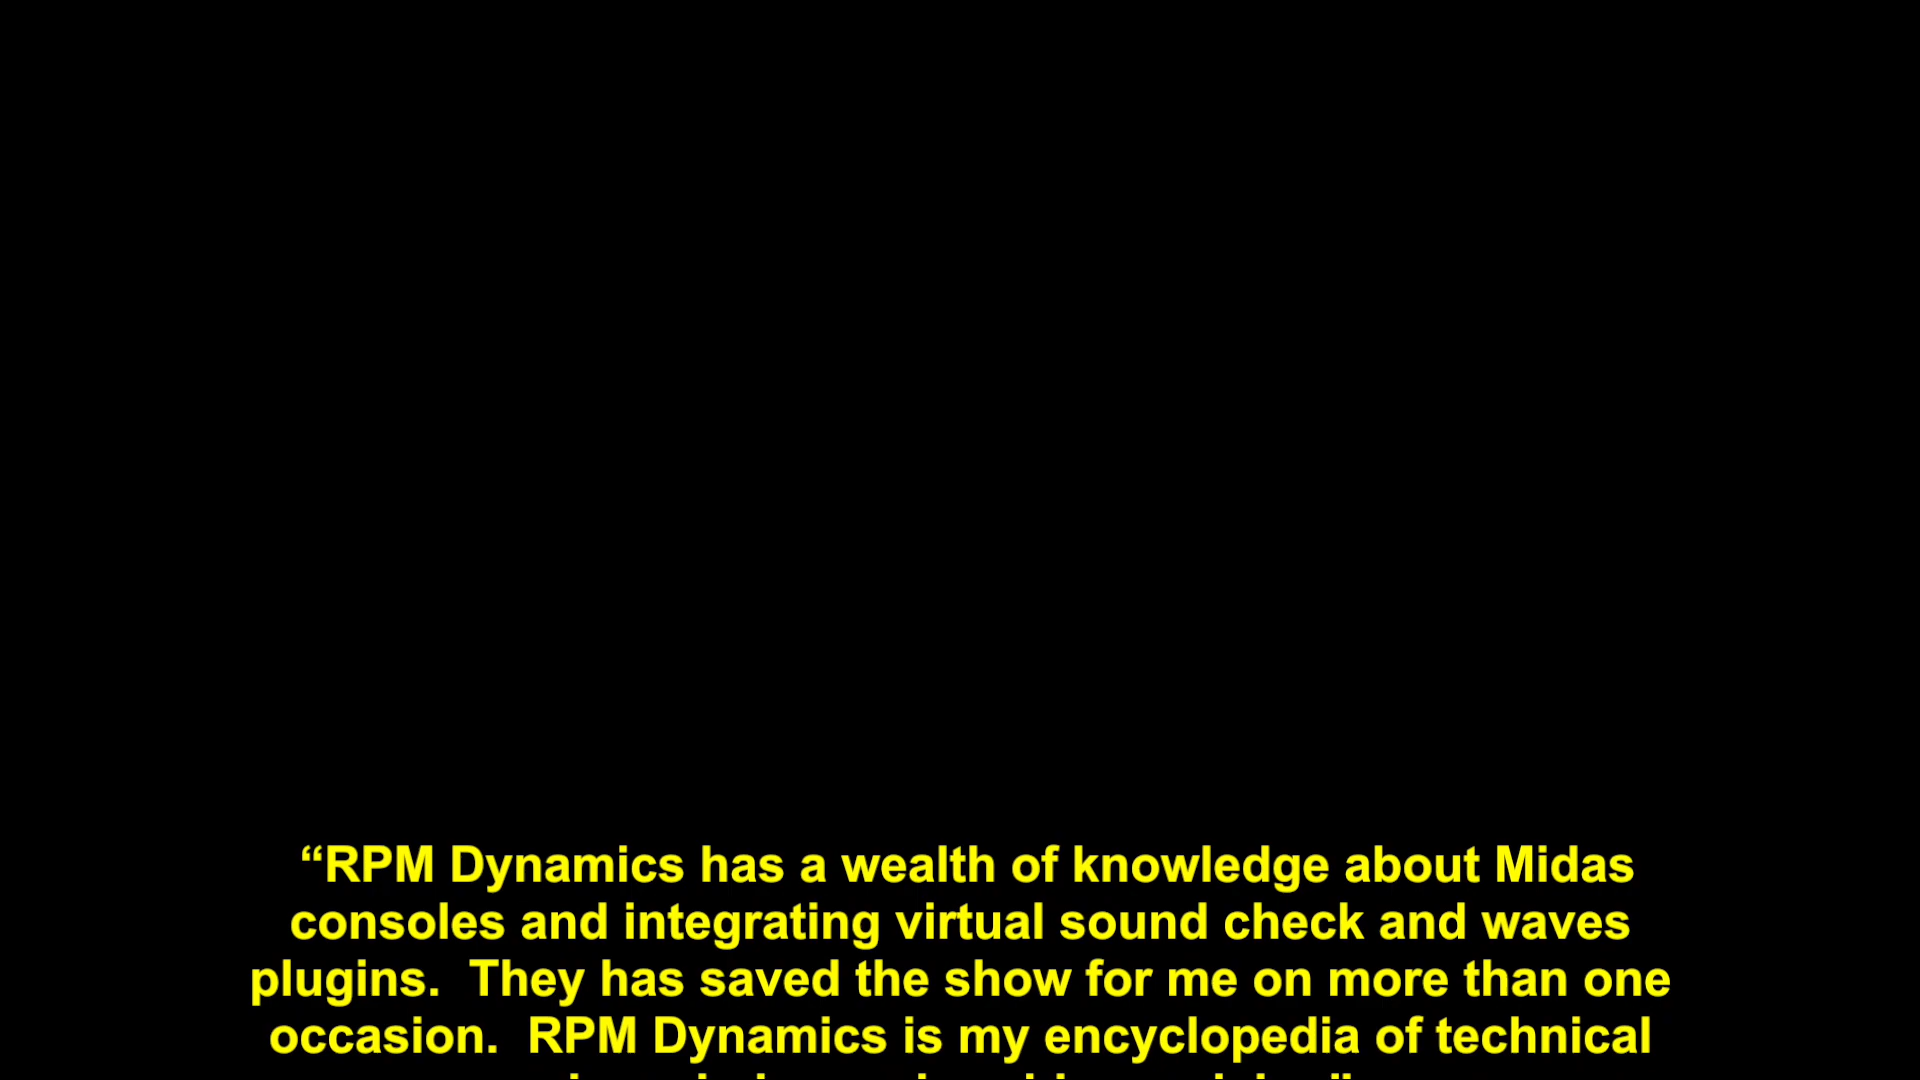 “RPM Dynamics has a wealth of knowledge about Midas
consoles and integrating virtual sound check and waves
plugins.  They has saved the show for me on more than one
occasion.  RPM Dynamics is my encyclopedia of technical